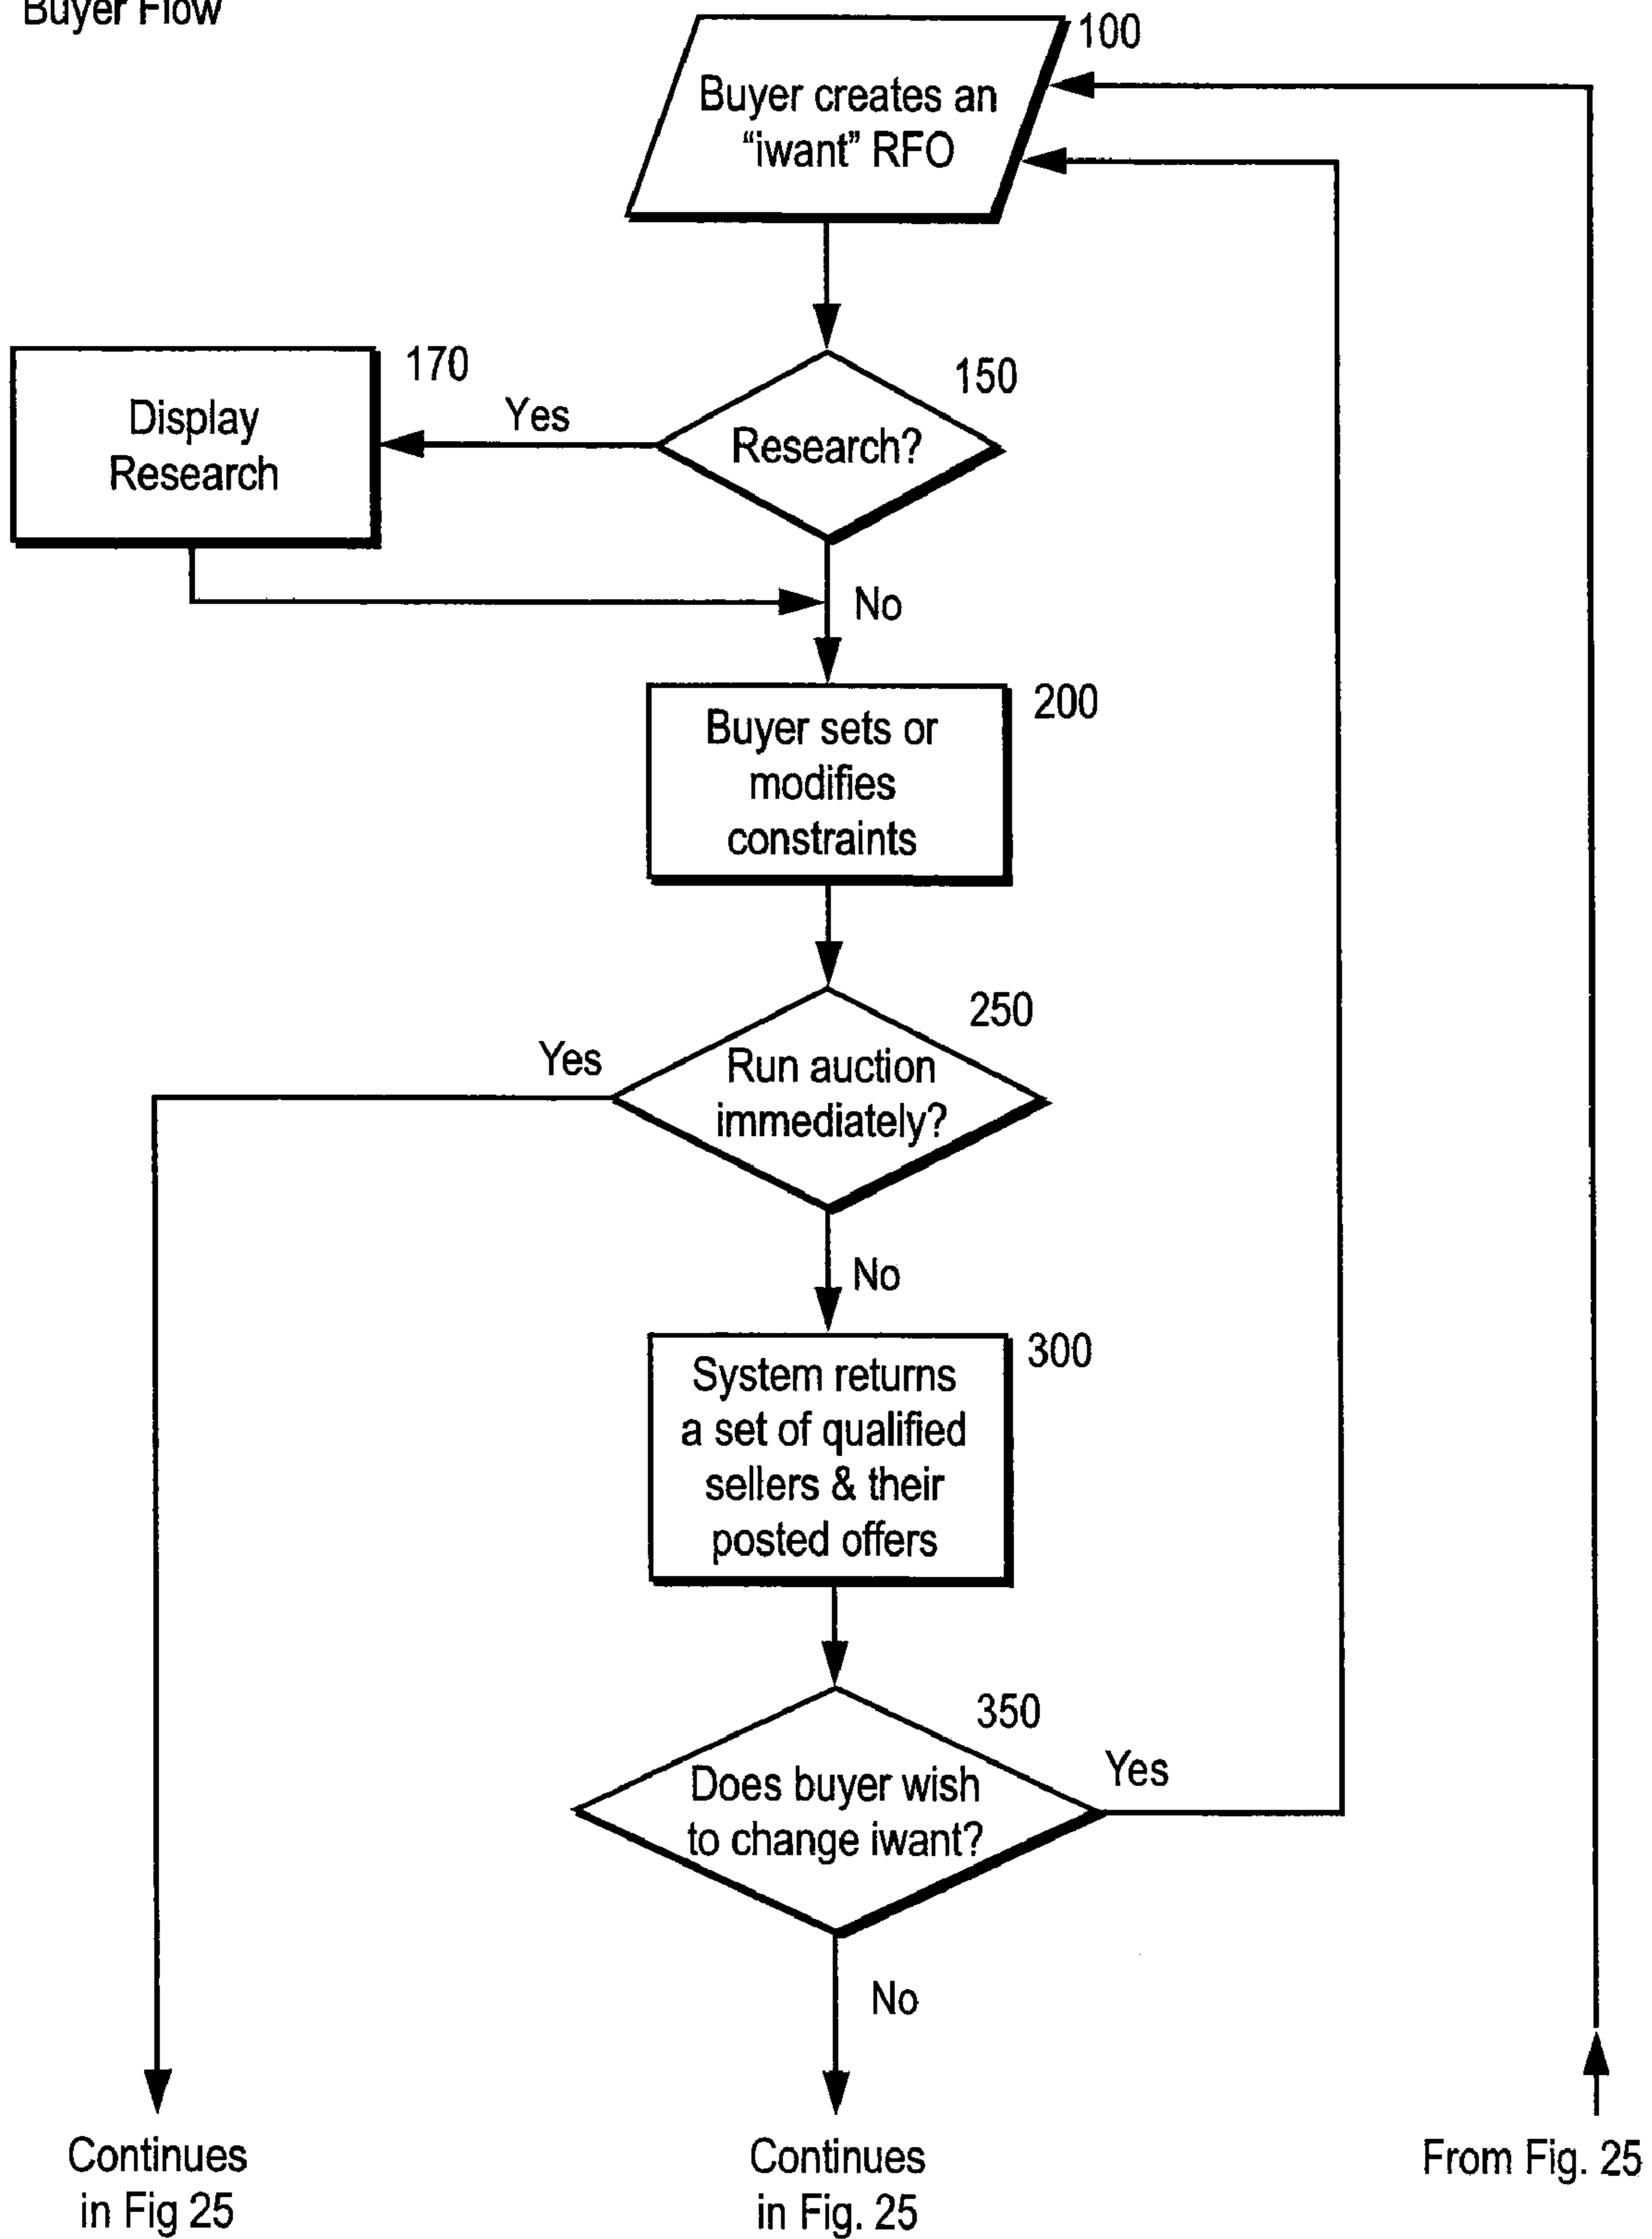 Buyer Flow
100
Buyer creates an
“iwant” RFO
150
170
Display
Research
Yes
Research?
No
200
Buyer sets or
modifies
constraints
250
Yes
Run auction
immediately?
No
300
System returns
a set of qualified
sellers & their
posted offers
350
Does buyer wish
to change iwant?
Yes
No
Continues
in Fig 25
Continues
in Fig. 25
From Fig. 25